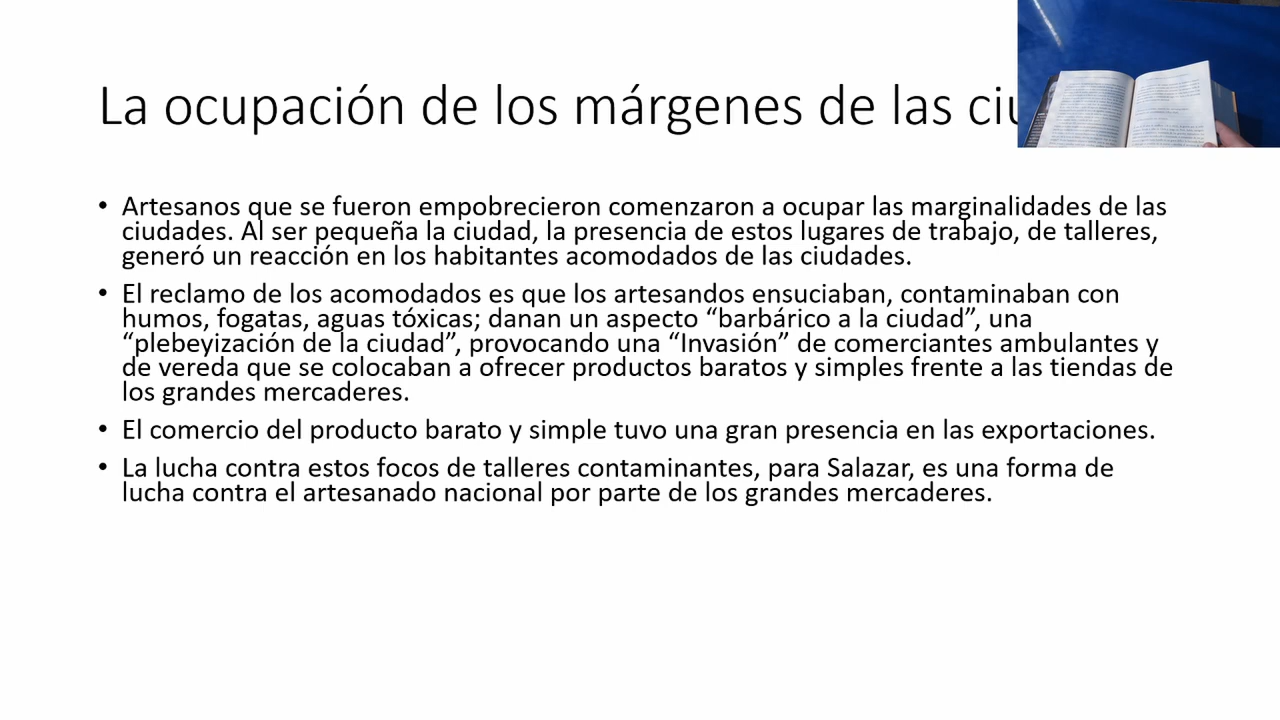 La ocupación de los márgenes de las
• Artesanos que se fueron empobrecieron comenzaron a ocupar las marginalidades de las
ciudades. Al ser pequeña la ciudad, la presencia de estos lugares de trabajo, de talleres,
generó un reacción en los habitantes acomodados de las ciudades.
• El reclamo de los acomodados es que los artesandos ensuciaban, contaminaban con
humos, fogatas, aguas tóxicas; danan un aspecto “barbárico a la ciudad”, una
“plebeyización de la ciudad”, provocando una “Invasión” de comerciantes ambulantes y
de vereda que se colocaban a ofrecer productos baratos y simples frente a las tiendas de
los grandes mercaderes.
• El comercio del producto barato y simple tuvo una gran presencia en las exportaciones.
• La lucha contra estos focos de talleres contaminantes, para Salazar, es una forma de
lucha contra el artesanado nacional por parte de los grandes mercaderes.